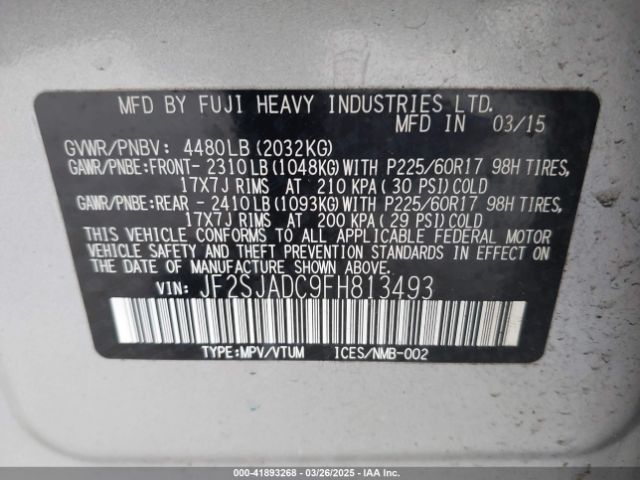 MFD BY FUJI HEAVY INDUSTRIES LTD.
MFD IN 03/15
GVWR/PNBV: 4480LB (2032KG)
GAWR/PNBE:FRONT- 2310LB (1048KG) WITH P225/60R17 98H TIRES,
17X7J RIMS AT 210 KPA (30 PSI) COLD
GAWR/PNBE:REAR - 2410LB (1093KG) WITH P225/60R17 98H TIRES,
17X7J RIMS AT 200 KPA (29 PSI) COLD
THIS VEHICLE CONFORMS TO ALL APPLICABLE FEDERAL MOTOR
VEHICLE SAFETY AND THEFT PREVENTION STANDARDS IN EFFECT ON
THE DATE OF MANUFACTURE SHOWN ABOVE.
VIN: JF2SJADC9FH813493
TYPE:MPV/VTUM ICES/NMB-002
000-41893268 | 03/26/2025 - IAAI.com